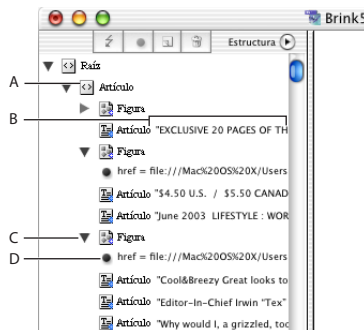 Brink5
Estructura
Raíz
A
Artículo
Figura
B
Artículo "EXCLUSIVE 20 PAGES OF TH
Figura
href = file:///Mac%20OS%20X/Users
Artículo "$4.50 U.S. / $5.50 CANAD
Artículo "June 2003 LIFESTYLE : WOR
C
Figura
D
href = file:///Mac%20OS%20X/Users
Artículo "Cool&Breezy Great looks to
Artículo "Editor-In-Chief Irwin "Tex"
Artículo "Why would I, a grizzled, too